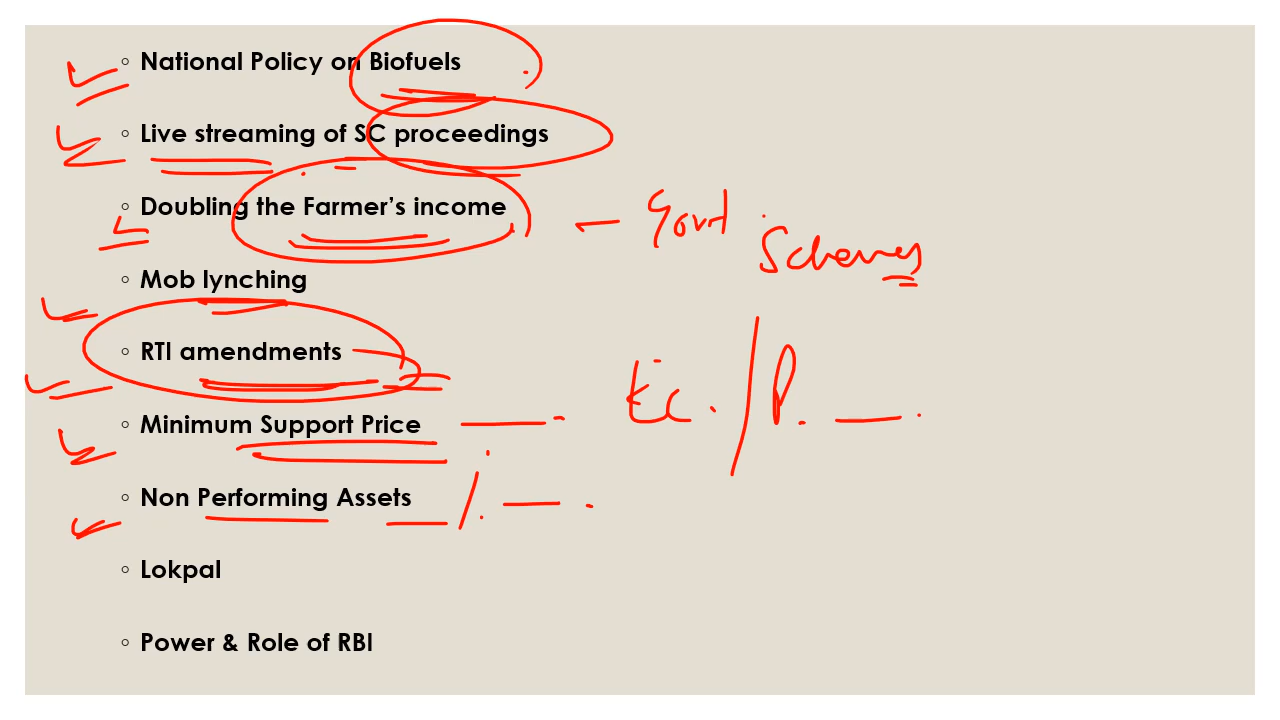 National Policy on Biofuels
Live streaming of SC proceedings
Doubling the Farmer's income
Govt Schemes
Mob lynching
RTI amendments
Minimum Support Price
Ec. / P.
Non Performing Assets
Lokpal
Power & Role of RBI